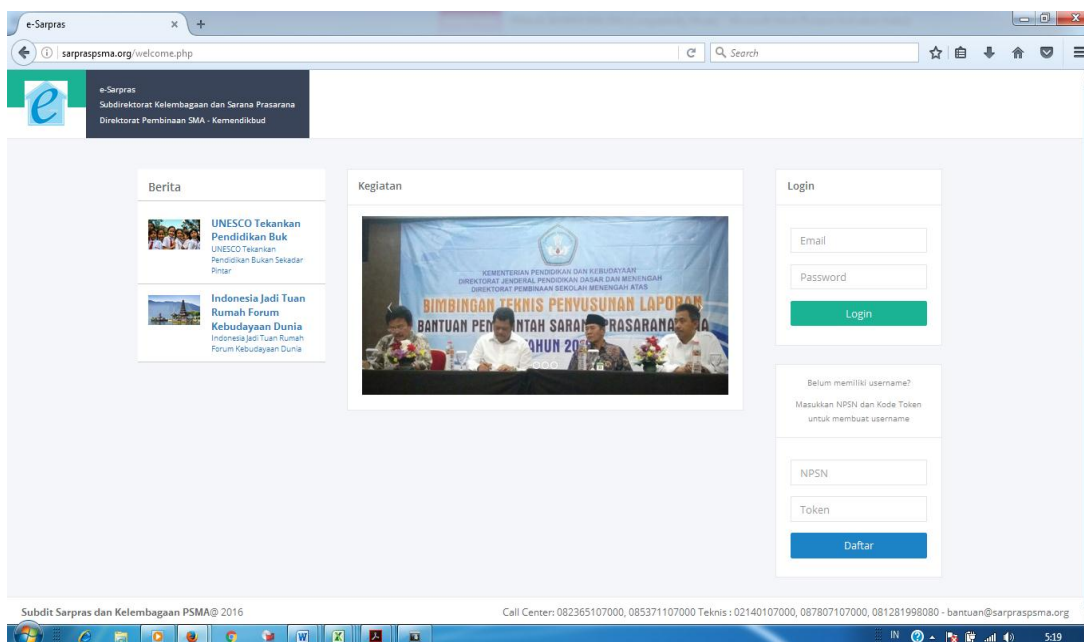 e-Sarpras
sarpraspsma.org/welcome.php
Search
e
e-Sarpras
Subdirektorat Kelembagaan dan Sarana Prasarana
Direktorat Pembinaan SMA - Kemendikbud
Berita
UNESCO Tekankan
Pendidikan Buk
UNESCO Tekankan
Pendidikan Bukan Sekadar
Pintar
Indonesia Jadi Tuan
Rumah Forum
Kebudayaan Dunia
Indonesia Jadi Tuan Rumah
Forum Kebudayaan Dunia
Kegiatan
KEMENTERIAN PENDIDIKAN DAN KEBUDAYAAN
DIREKTORAT JENDERAL PENDIDIKAN DASAR DAN MENENGAH
DIREKTORAT PEMBINAAN SEKOLAH MENENGAH ATAS
BIMBINGAN TEKNIS PENYUSUNAN LAPORAN
BANTUAN PEMERINTAH SARANA PRASARANA
TAHUN
Login
Email
Password
Login
Belum memiliki username?
Masukkan NPSN dan Kode Token
untuk membuat username
NPSN
Token
Daftar
Subdit Sarpras dan Kelembagaan PSMA@ 2016
Call Center: 082365107000, 085371107000 Teknis : 02140107000, 087807107000, 081281998080 - bantuan@sarpraspsma.org
IN
5:19